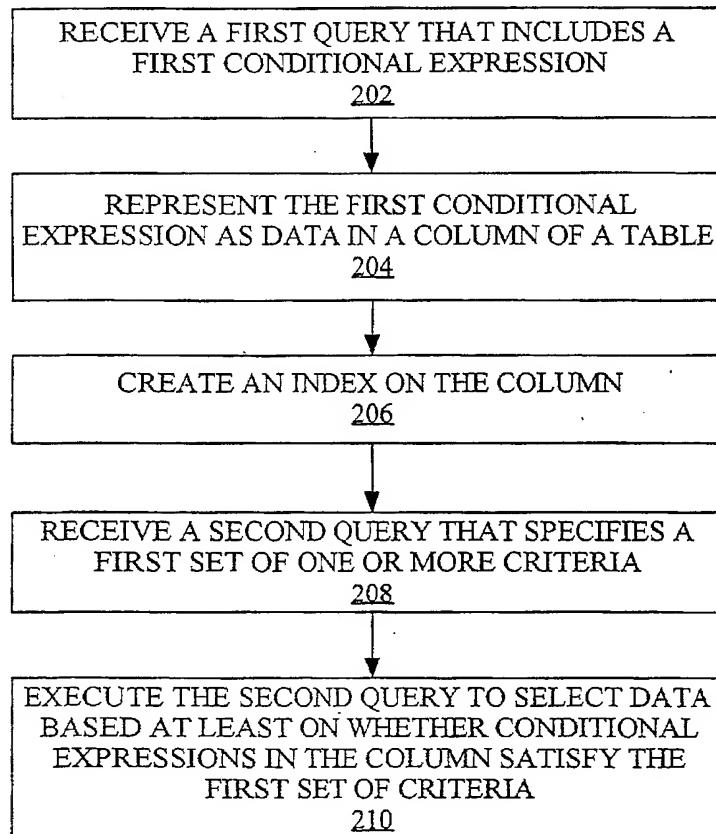 RECEIVE A FIRST QUERY THAT INCLUDES A
FIRST CONDITIONAL EXPRESSION
202
REPRESENT THE FIRST CONDITIONAL
EXPRESSION AS DATA IN A COLUMN OF A TABLE
204
CREATE AN INDEX ON THE COLUMN
206
RECEIVE A SECOND QUERY THAT SPECIFIES A
FIRST SET OF ONE OR MORE CRITERIA
208
EXECUTE THE SECOND QUERY TO SELECT DATA
BASED AT LEAST ON WHETHER CONDITIONAL
EXPRESSIONS IN THE COLUMN SATISFY THE
FIRST SET OF CRITERIA
210